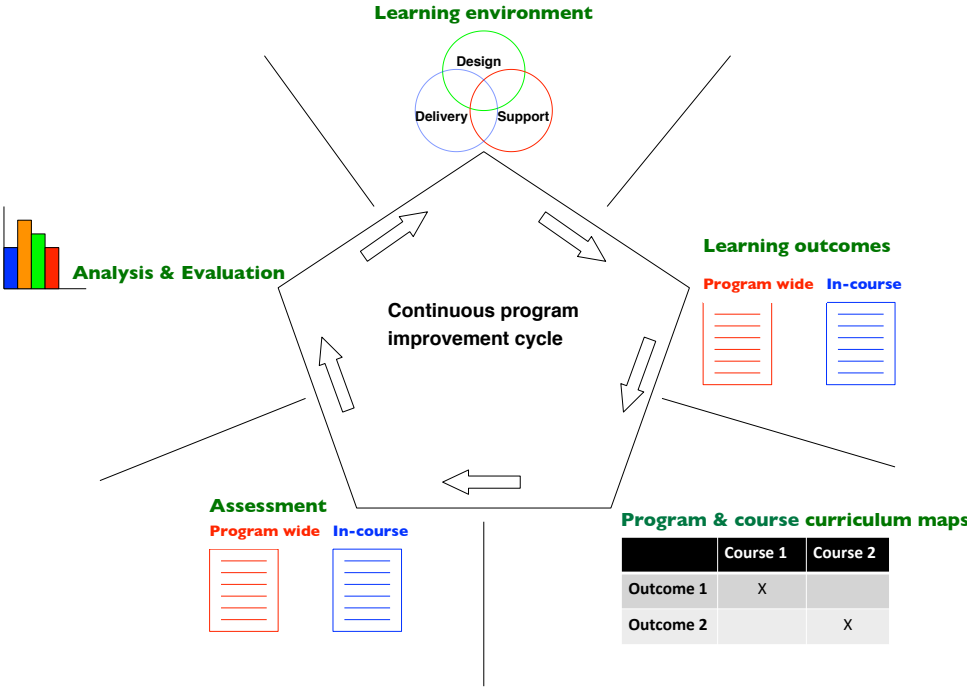 Learning environment
Design
Delivery
Support
Analysis & Evaluation
Learning outcomes
Program wide
In-course
Continuous program
improvement cycle
Assessment
Program wide
In-course
Program & course curriculum maps
Course 1
Course 2
Outcome 1
X
Outcome 2
X